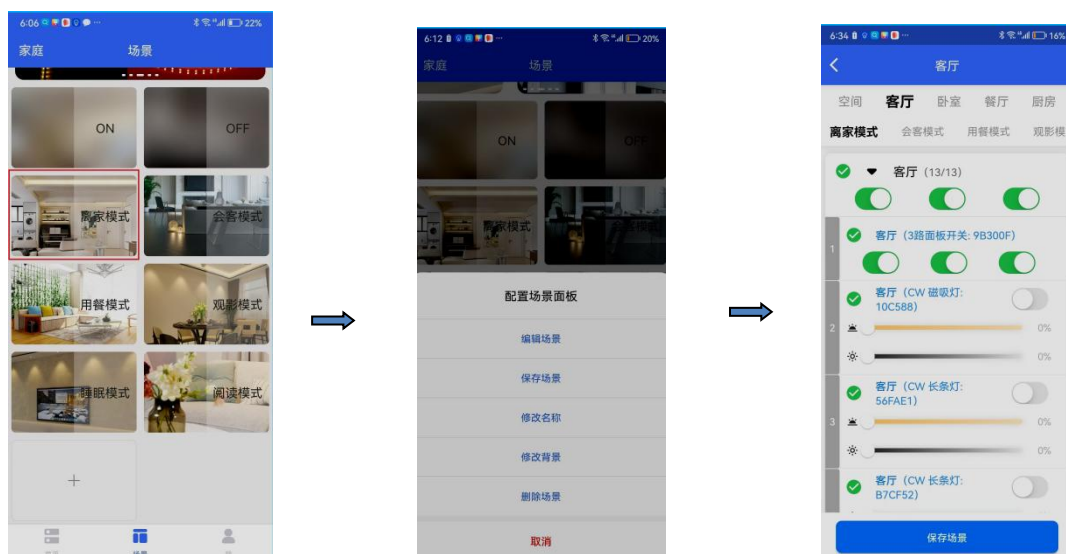 6:06 22%
家庭 场景
ON OFF
离家模式 会客模式
用餐模式 观影模式
睡眠模式 阅读模式
+
场景
6:12 20%
家庭 场景
ON OFF
离家模式 会客模式
配置场景面板
编辑场景
保存场景
修改名称
修改背景
删除场景
取消
6:34 16%
客厅
空间 客厅 卧室 餐厅 厨房
离家模式 会客模式 用餐模式 观影模
客厅 (13/13)
1
客厅 (3路面板开关: 9B300F)
客厅 (CW 磁吸灯:
10C588)
2
0%
0%
客厅 (CW 长条灯:
56FAE1)
3
0%
0%
客厅 (CW 长条灯:
B7CF52)
保存场景